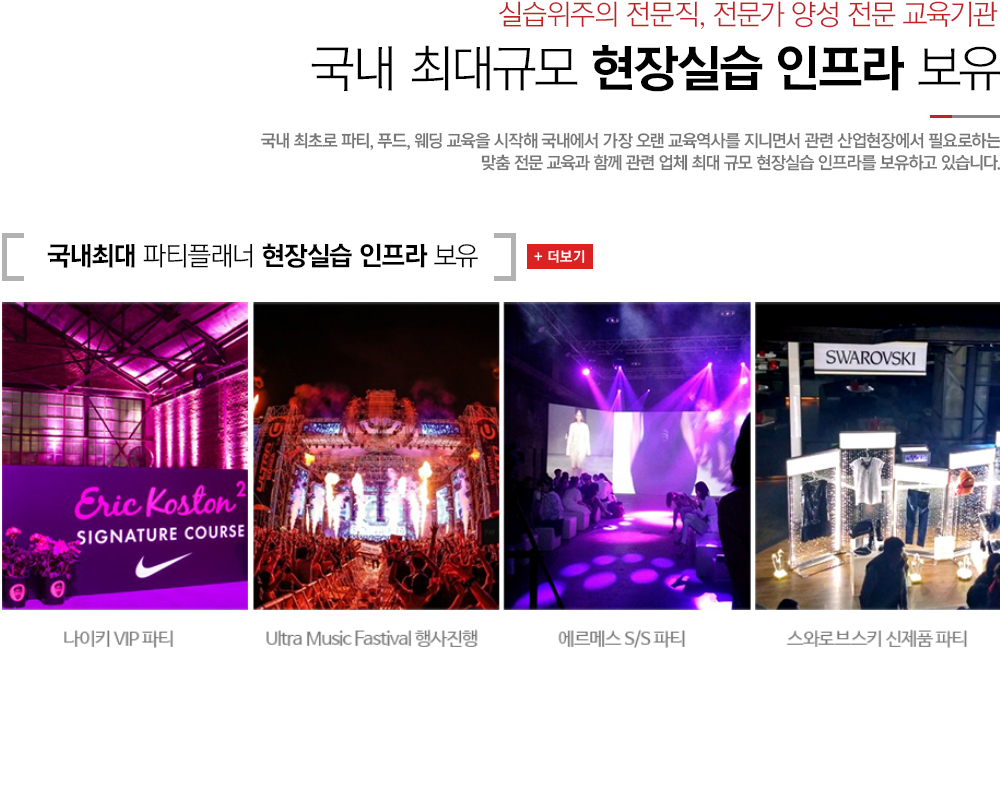 실습위주의 전문직, 전문가 양성 전문 교육기관
국내 최대규모 현장실습 인프라 보유
국내 최초로 파티, 푸드, 웨딩 교육을 시작해 국내에서 가장 오랜 교육역사를 지니면서 관련 산업현장에서 필요로하는
맞춤 전문 교육과 함께 관련 업체 최대 규모 현장실습 인프라를 보유하고 있습니다.
국내최대 파티플래너 현장실습 인프라 보유
+ 더보기
Eric Koston 2
SIGNATURE COURSE
SWAROVSKI
나이키 VIP 파티
Ultra Music Fastival 행사진행
에르메스 S/S 파티
스와로브스키 신제품 파티